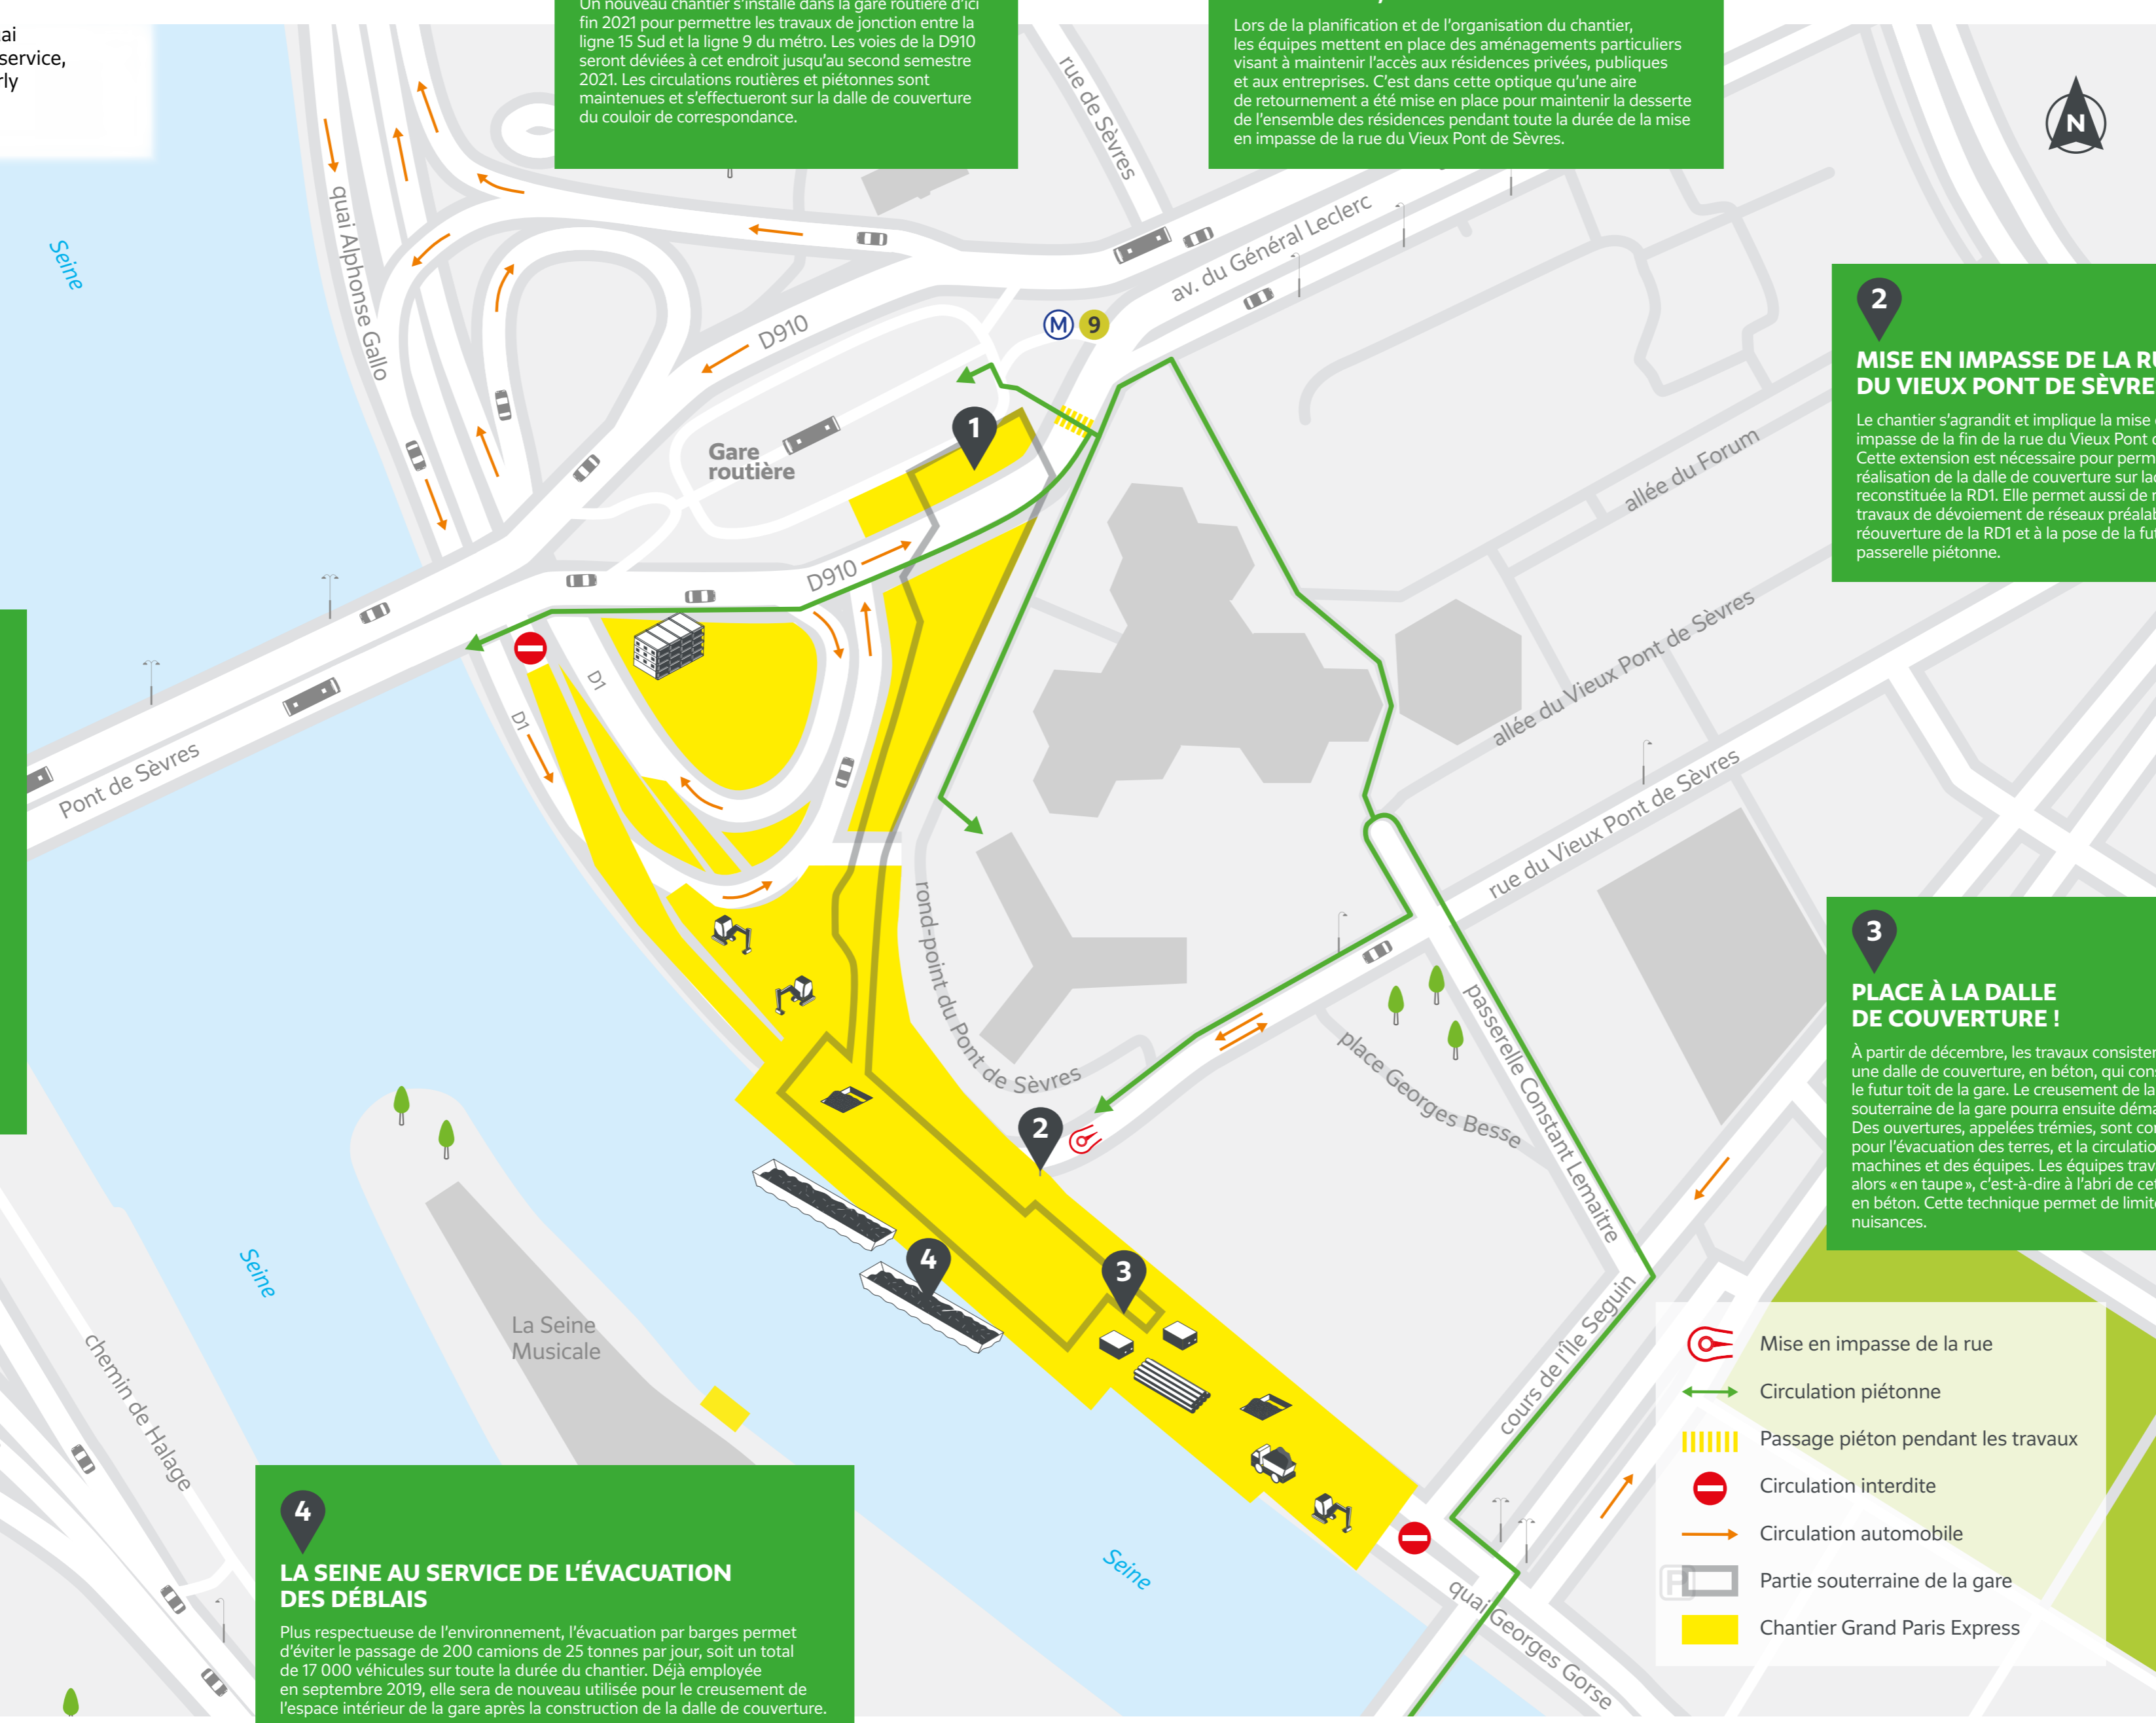 service,
Un nouveau chantier s'installe dans la gare routière d'ici
fin 2021 pour permettre les travaux de jonction entre la
ligne 15 Sud et la ligne 9 du métro. Les voies de la D910
seront déviées à cet endroit jusqu'au second semestre
2021. Les circulations routières et piétonnes sont
maintenues et s'effectueront sur la dalle de couverture
du couloir de correspondance.
Lors de la planification et de l'organisation du chantier,
les équipes mettent en place des aménagements particuliers
visant à maintenir l'accès aux résidences privées, publiques
et aux entreprises. C'est dans cette optique qu'une aire
de retournement a été mise en place pour maintenir la desserte
de l'ensemble des résidences pendant toute la durée de la mise
en impasse de la rue du Vieux Pont de Sèvres.
N
rue de Sèvres
quai Alphonse Gallo
Seine
av. du Général Leclerc
D910
M 9
1
Gare
routière
D910
allée du Forum
2
MISE EN IMPASSE DE LA
DU VIEUX PONT DE
Le chantier s'agrandit et implique la mise
impasse de la fin de la rue du Vieux Pont
Cette extension est nécessaire pour
réalisation de la dalle de couverture sur
reconstituée la RD1. Elle permet aussi de
travaux de dévoiement de réseaux
réouverture de la RD1 et à la pose de la
passerelle piétonne.
D1
D1
Pont de Sèvres
allée du Vieux Pont de Sèvres
rue du Vieux Pont de Sèvres
rond-point du Pont de Sèvres
place Georges Besse
passerelle Constant Lemaitre
2
3
PLACE À LA DALLE
DE COUVERTURE !
À partir de décembre, les travaux
une dalle de couverture, en béton, qui
le futur toit de la gare. Le creusement de la
souterraine de la gare pourra ensuite
Des ouvertures, appelées trémies, sont
pour l'évacuation des terres, et la
machines et des équipes. Les équipes
alors « en taupe », c'est-à-dire à l'abri de
en béton. Cette technique permet de
nuisances.
4
3
Seine
La Seine
Musicale
chemin de Halage
cours de l'Île Seguin
Seine
quai Georges Gorse
Mise en impasse de la rue
Circulation piétonne
Passage piéton pendant les travaux
Circulation interdite
Circulation automobile
P
Partie souterraine de la gare
Chantier Grand Paris Express
4
LA SEINE AU SERVICE DE L'ÉVACUATION
DES DÉBLAIS
Plus respectueuse de l'environnement, l'évacuation par barges permet
d'éviter le passage de 200 camions de 25 tonnes par jour, soit un total
de 17 000 véhicules sur toute la durée du chantier. Déjà employée
en septembre 2019, elle sera de nouveau utilisée pour le creusement de
l'espace intérieur de la gare après la construction de la dalle de couverture.